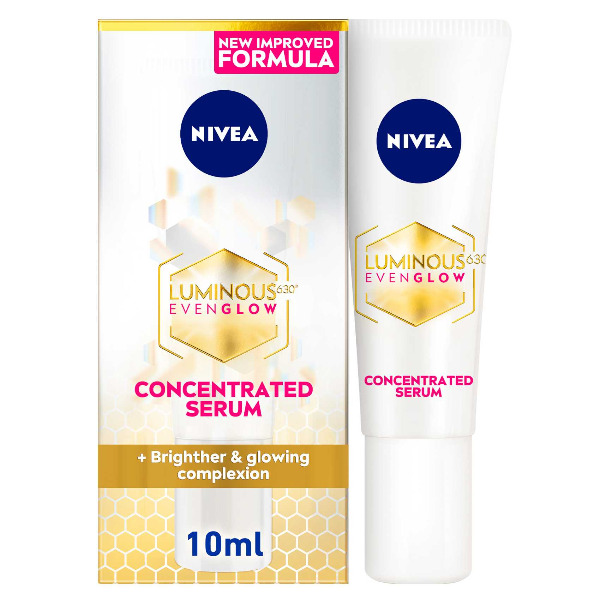 NEW IMPROVED
FORMULA
NIVEA
LUMINOUS630®
EVENGLOW
CONCENTRATED
SERUM
+ Brighther & glowing
complexion
10ml
NIVEA
LUMINOUS630
EVENGLOW
CONCENTRATED
SERUM